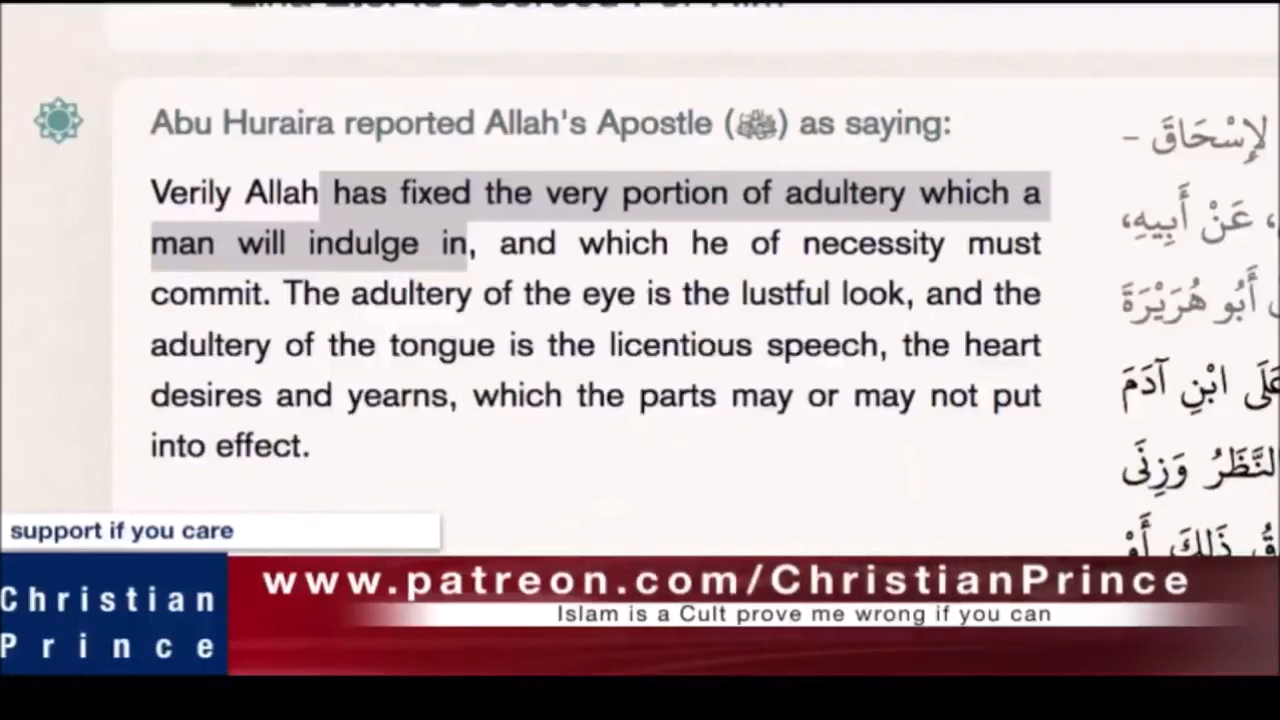 Abu Huraira reported Allah's Apostle (ﷺ) as saying:
Verily Allah has fixed the very portion of adultery which a
man will indulge in, and which he of necessity must
commit. The adultery of the eye is the lustful look, and the
adultery of the tongue is the licentious speech, the heart
desires and yearns, which the parts may or may not put
into effect.
لإِسْحَاقَ -
عَنْ أَبِيهِ،
أَبُو هُرَيْرَةَ
عَلَى ابْنِ آدَمَ
النَّظَرُ وَزِنَى
ذَلِكَ أَوْ
support if you care
Christian
Prince
www.patreon.com/ChristianPrince
Islam is a Cult prove me wrong if you can